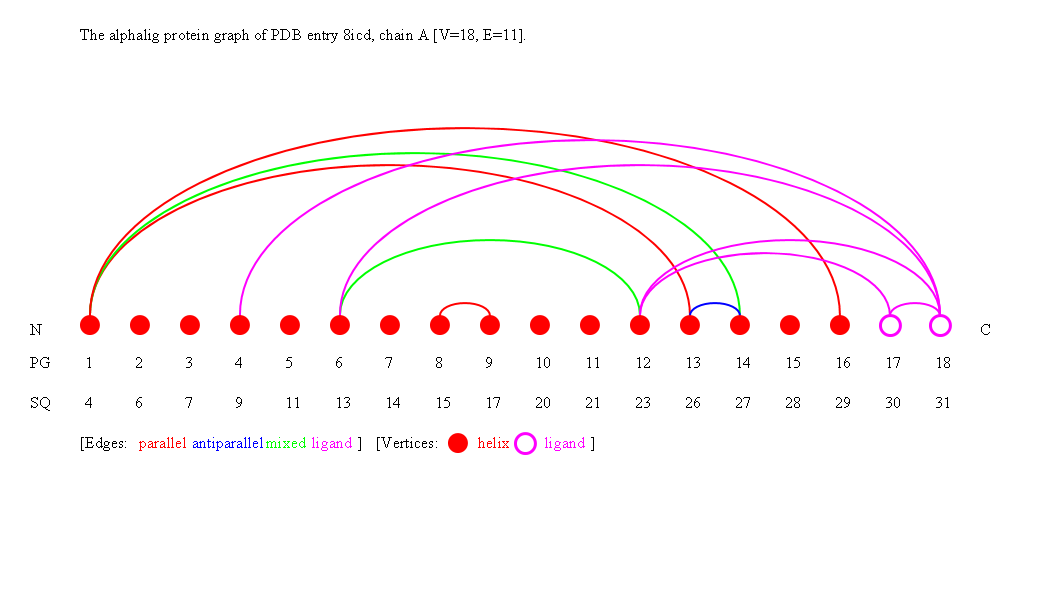 The alphalig protein graph of PDB entry 8icd, chain A [V=18, E=11].
N C
PG 1 2 3 4 5 6 7 8 9 10 11 12 13 14 15 16 17 18
SQ 4 6 7 9 11 13 14 15 17 20 21 23 26 27 28 29 30 31
[Edges: parallel antiparallel mixed ligand ] [Vertices: helix ligand ]